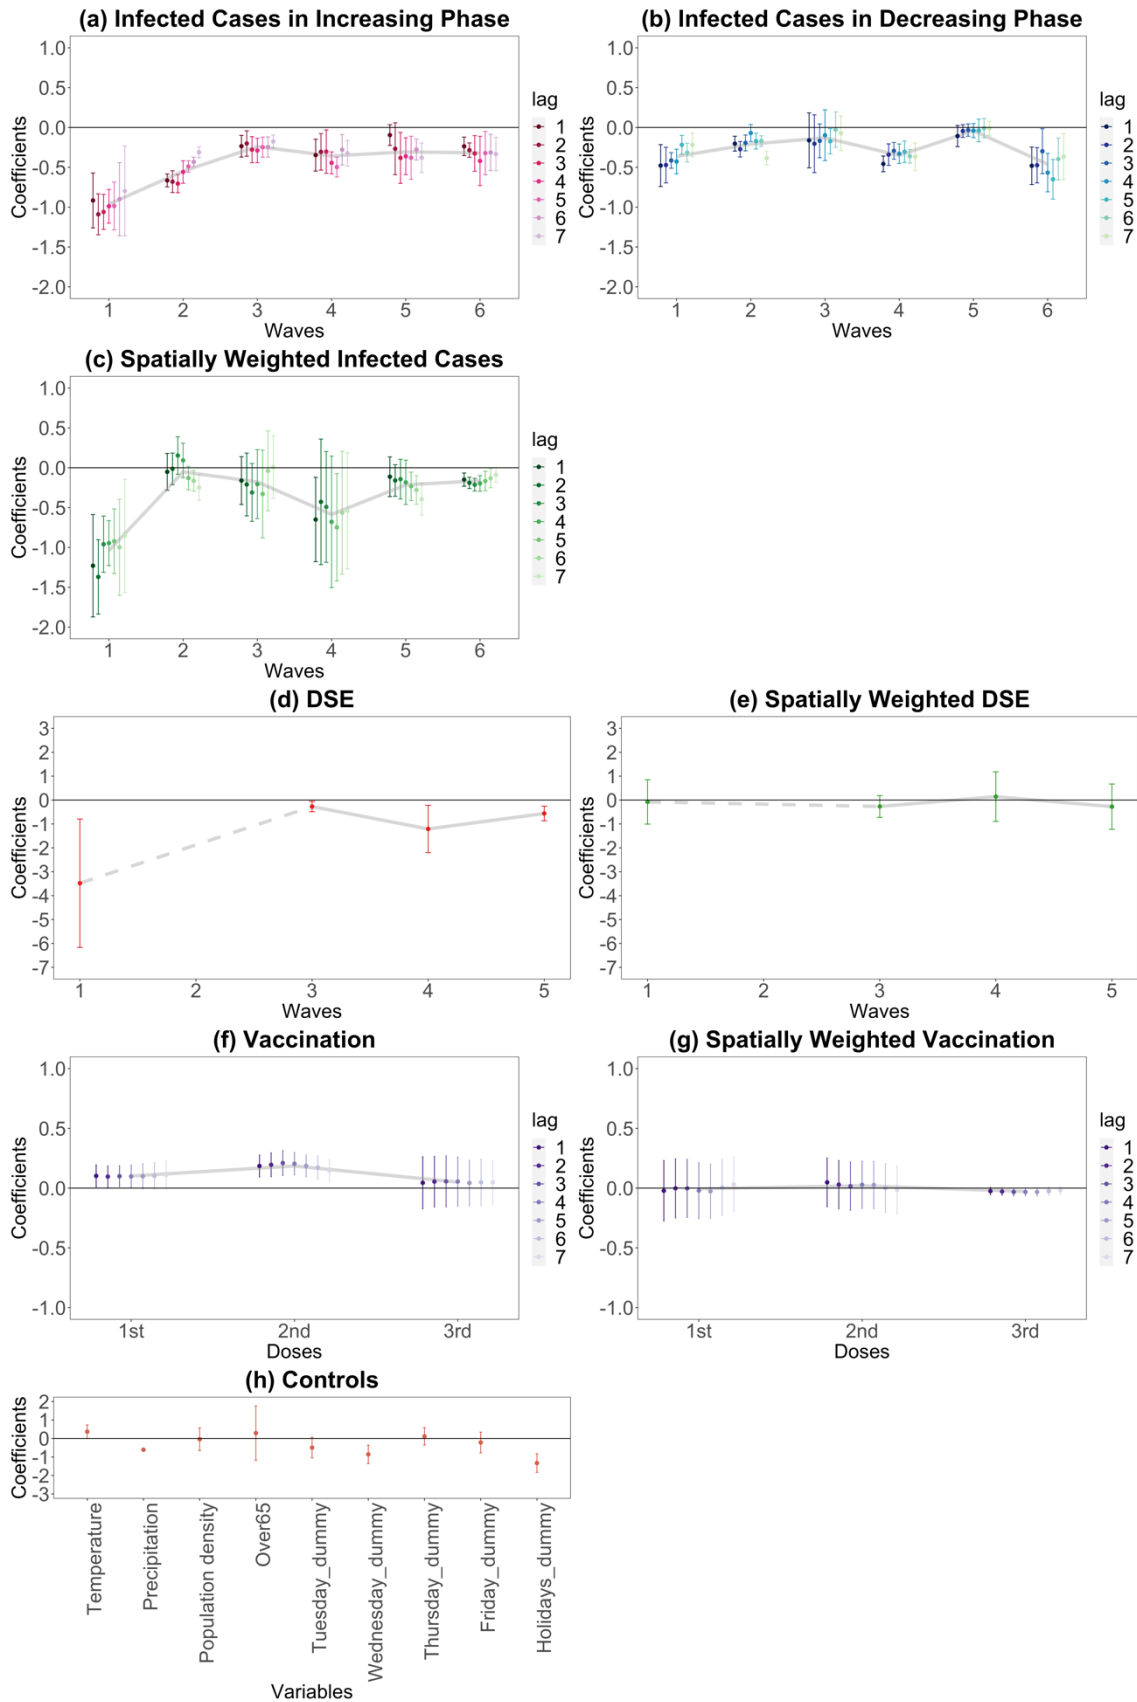 (a) Infected Cases in Increasing Phase
1.0
0.5
0.0
-0.5
-1.0
-1.5
-2.0
Coefficients
1 2 3 4 5 6
Waves
lag
1
2
3
4
5
6
7
(b) Infected Cases in Decreasing Phase
1.0
0.5
0.0
-0.5
-1.0
-1.5
-2.0
Coefficients
1 2 3 4 5 6
Waves
lag
1
2
3
4
5
6
7
(c) Spatially Weighted Infected Cases
1.0
0.5
0.0
-0.5
-1.0
-1.5
-2.0
Coefficients
1 2 3 4 5 6
Waves
lag
1
2
3
4
5
6
7
(d) DSE
3
2
1
0
-1
-2
-3
-4
-5
-6
-7
Coefficients
1 2 3 4 5
Waves
(e) Spatially Weighted DSE
3
2
1
0
-1
-2
-3
-4
-5
-6
-7
Coefficients
1 2 3 4 5
Waves
(f) Vaccination
1.0
0.5
0.0
-0.5
-1.0
Coefficients
1st 2nd 3rd
Doses
lag
1
2
3
4
5
6
7
(g) Spatially Weighted Vaccination
1.0
0.5
0.0
-0.5
-1.0
Coefficients
1st 2nd 3rd
Doses
lag
1
2
3
4
5
6
7
(h) Controls
2
1
0
-1
-2
-3
Coefficients
Temperature
Precipitation
Population density
Over65
Tuesday_dummy
Wednesday_dummy
Thursday_dummy
Friday_dummy
Holidays_dummy
Variables